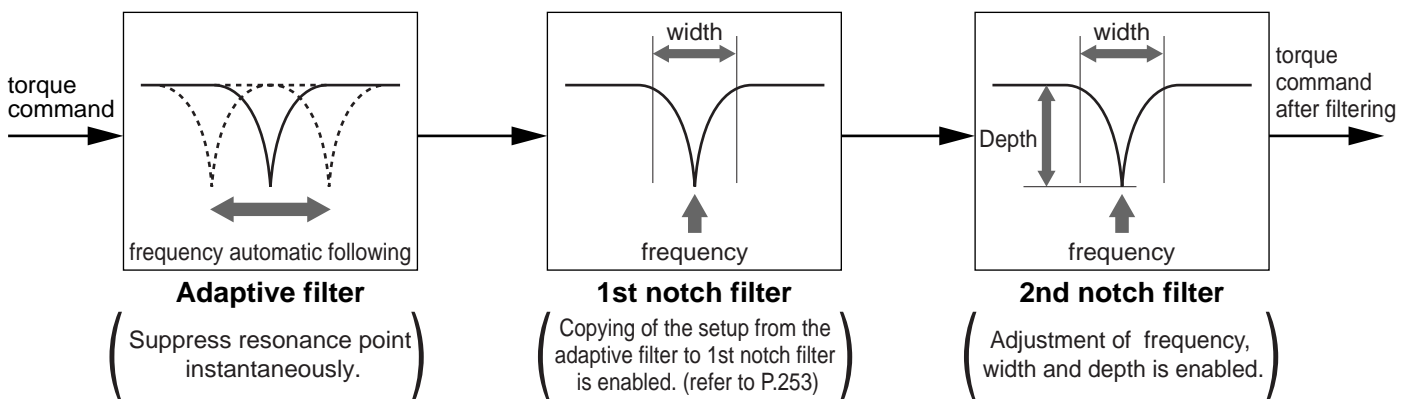 torque
command
frequency automatic following
Adaptive filter
Suppress resonance point
instantaneously.
width
frequency
1st notch filter
Copying of the setup from the
adaptive filter to 1st notch filter
is enabled. (refer to P.253)
width
Depth
frequency
2nd notch filter
Adjustment of frequency,
width and depth is enabled.
torque
command
after filtering